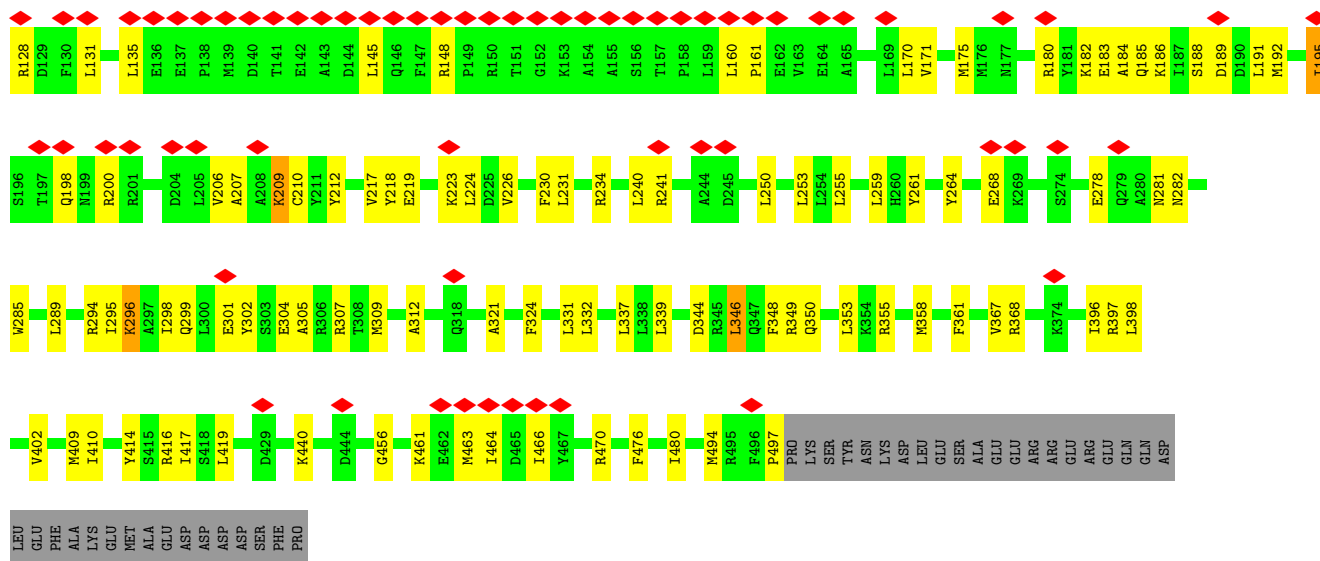 R128 D129 F130 L131 L135 E136 E137 P138 M139 D140 T141 E142 A143 D144 L145 Q146 F147 R148 P149 R150 T151 G152 K153 A154 A155 S156 T157 P158 L159 L160 P161 E162 V163 E164 A165 L169 L170 V171 M175 M176 N177 R180 Y181 K182 E183 A184 Q185 K186 I187 S188 D189 D190 L191 M192 I195
S196 T197 Q198 N199 R200 R201 D204 L205 V206 A207 A208 K209 C210 Y211 Y212 V217 Y218 E219 K223 L224 D225 V226 F230 L231 R234 L240 R241 A244 D245 L250 L253 L254 L255 L259 H260 Y261 Y264 E268 K269 S274 E278 Q279 A280 N281 N282
W285 L289 R294 I295 K296 A297 I298 Q299 L300 E301 Y302 S303 E304 A305 R306 R307 T308 M309 A312 Q318 A321 F324 L331 L332 L337 L338 L339 D344 R345 L346 Q347 F348 R349 Q350 L353 K354 R355 M358 F361 V367 R368 K374 I396 R397 L398
V402 M409 I410 Y414 S415 R416 I417 S418 L419 D429 K440 D444 G456 K461 E462 M463 I464 D465 I466 Y467 R470 F476 I480 M494 R495 F496 P497 PRO LYS SER TYR ASN LYS ASP LEU GLU SER ALA GLU GLU ARG ARG GLU ARG GLU GLN GLN ASP
LEU GLU PHE ALA LYS GLU MET ALA GLU ASP ASP ASP ASP SER PHE PRO